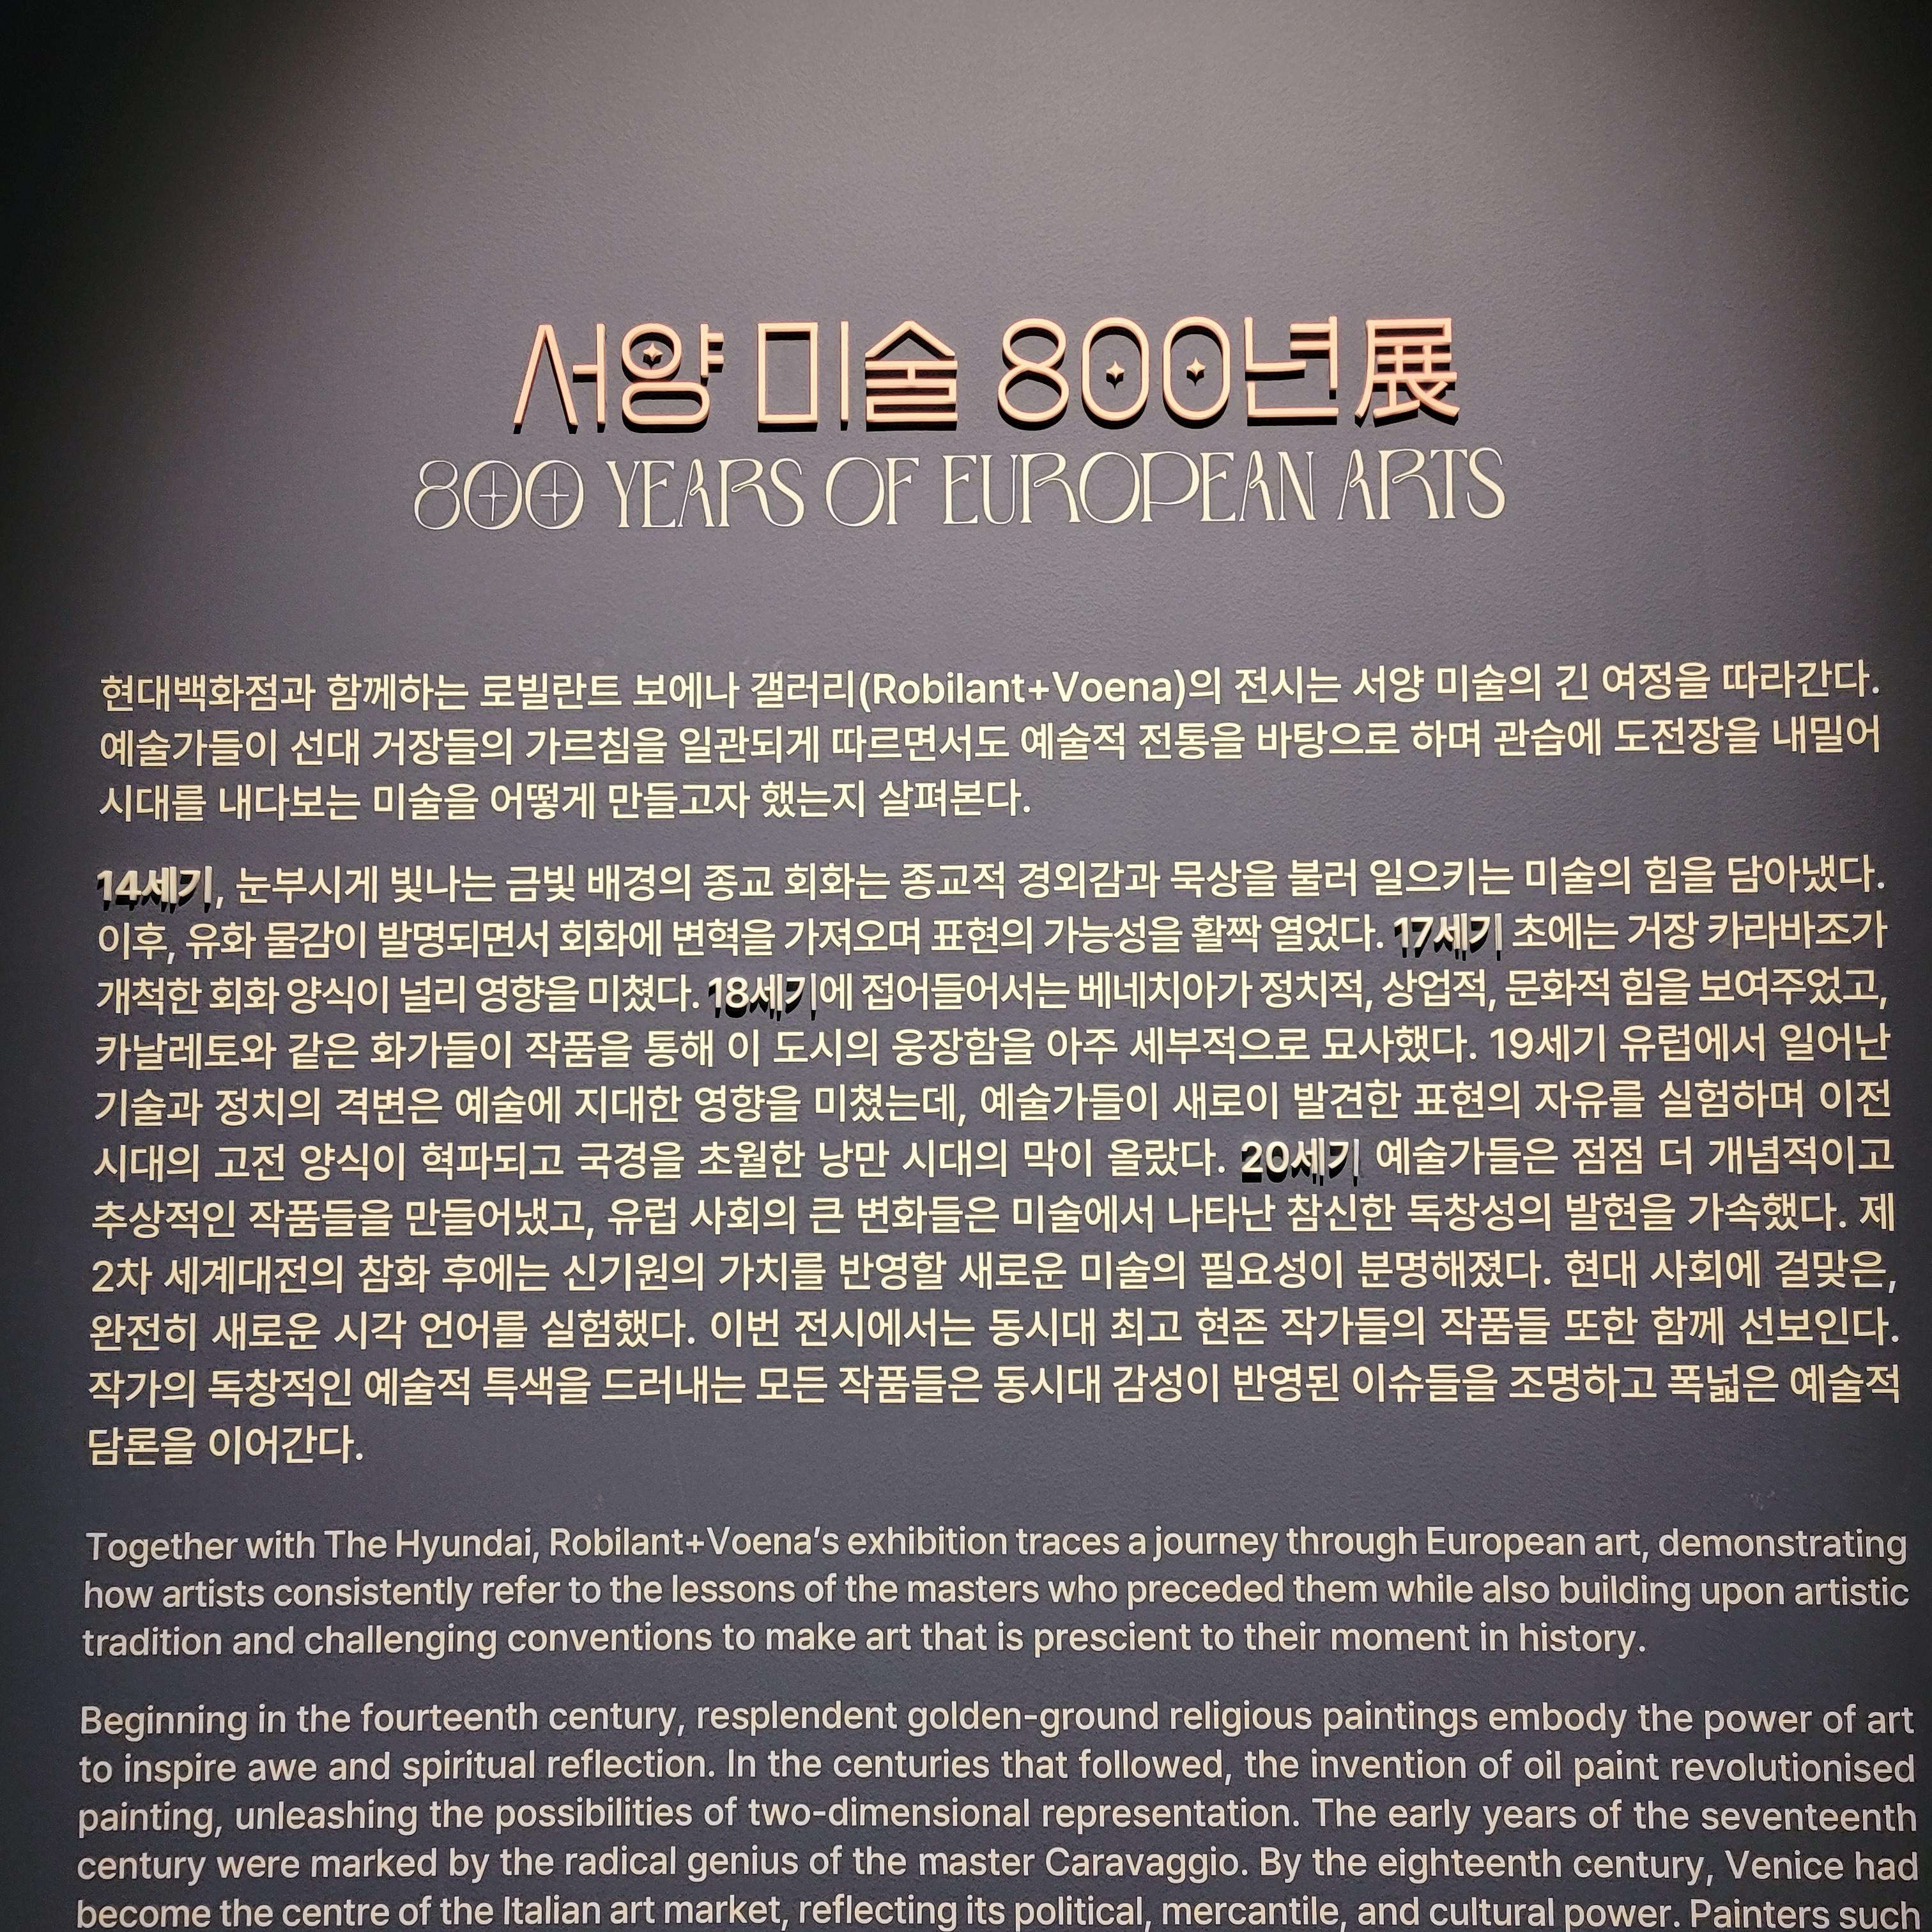 서양 미술 800년展
800 YEARS OF EUROPEAN ARTS
현대백화점과 함께하는 로빌란트 보에나 갤러리(Robilant+Voena)의 전시는 서양 미술의 긴 여정을 따라간다.
예술가들이 선대 거장들의 가르침을 일관되게 따르면서도 예술적 전통을 바탕으로 하며 관습에 도전장을 내밀어
시대를 내다보는 미술을 어떻게 만들고자 했는지 살펴본다.
14세기, 눈부시게 빛나는 금빛 배경의 종교 회화는 종교적 경외감과 묵상을 불러 일으키는 미술의 힘을 담아냈다.
이후, 유화 물감이 발명되면서 회화에 변혁을 가져오며 표현의 가능성을 활짝 열었다. 17세기 초에는 거장 카라바조가
개척한 회화 양식이 널리 영향을 미쳤다. 18세기에 접어들어서는 베네치아가 정치적, 상업적, 문화적 힘을 보여주었고,
카날레토와 같은 화가들이 작품을 통해 이 도시의 웅장함을 아주 세부적으로 묘사했다. 19세기 유럽에서 일어난
기술과 정치의 격변은 예술에 지대한 영향을 미쳤는데, 예술가들이 새로이 발견한 표현의 자유를 실험하며 이전
시대의 고전 양식이 혁파되고 국경을 초월한 낭만 시대의 막이 올랐다. 20세기 예술가들은 점점 더 개념적이고
추상적인 작품들을 만들어냈고, 유럽 사회의 큰 변화들은 미술에서 나타난 참신한 독창성의 발현을 가속했다. 제
2차 세계대전의 참화 후에는 신기원의 가치를 반영할 새로운 미술의 필요성이 분명해졌다. 현대 사회에 걸맞은,
완전히 새로운 시각 언어를 실험했다. 이번 전시에서는 동시대 최고 현존 작가들의 작품들 또한 함께 선보인다.
작가의 독창적인 예술적 특색을 드러내는 모든 작품들은 동시대 감성이 반영된 이슈들을 조명하고 폭넓은 예술적
담론을 이어간다.
Together with The Hyundai, Robilant+Voena’s exhibition traces a journey through European art, demonstrating
how artists consistently refer to the lessons of the masters who preceded them while also building upon artistic
tradition and challenging conventions to make art that is prescient to their moment in history.
Beginning in the fourteenth century, resplendent golden-ground religious paintings embody the power of art
to inspire awe and spiritual reflection. In the centuries that followed, the invention of oil paint revolutionised
painting, unleashing the possibilities of two-dimensional representation. The early years of the seventeenth
century were marked by the radical genius of the master Caravaggio. By the eighteenth century, Venice had
become the centre of the Italian art market, reflecting its political, mercantile, and cultural power. Painters such